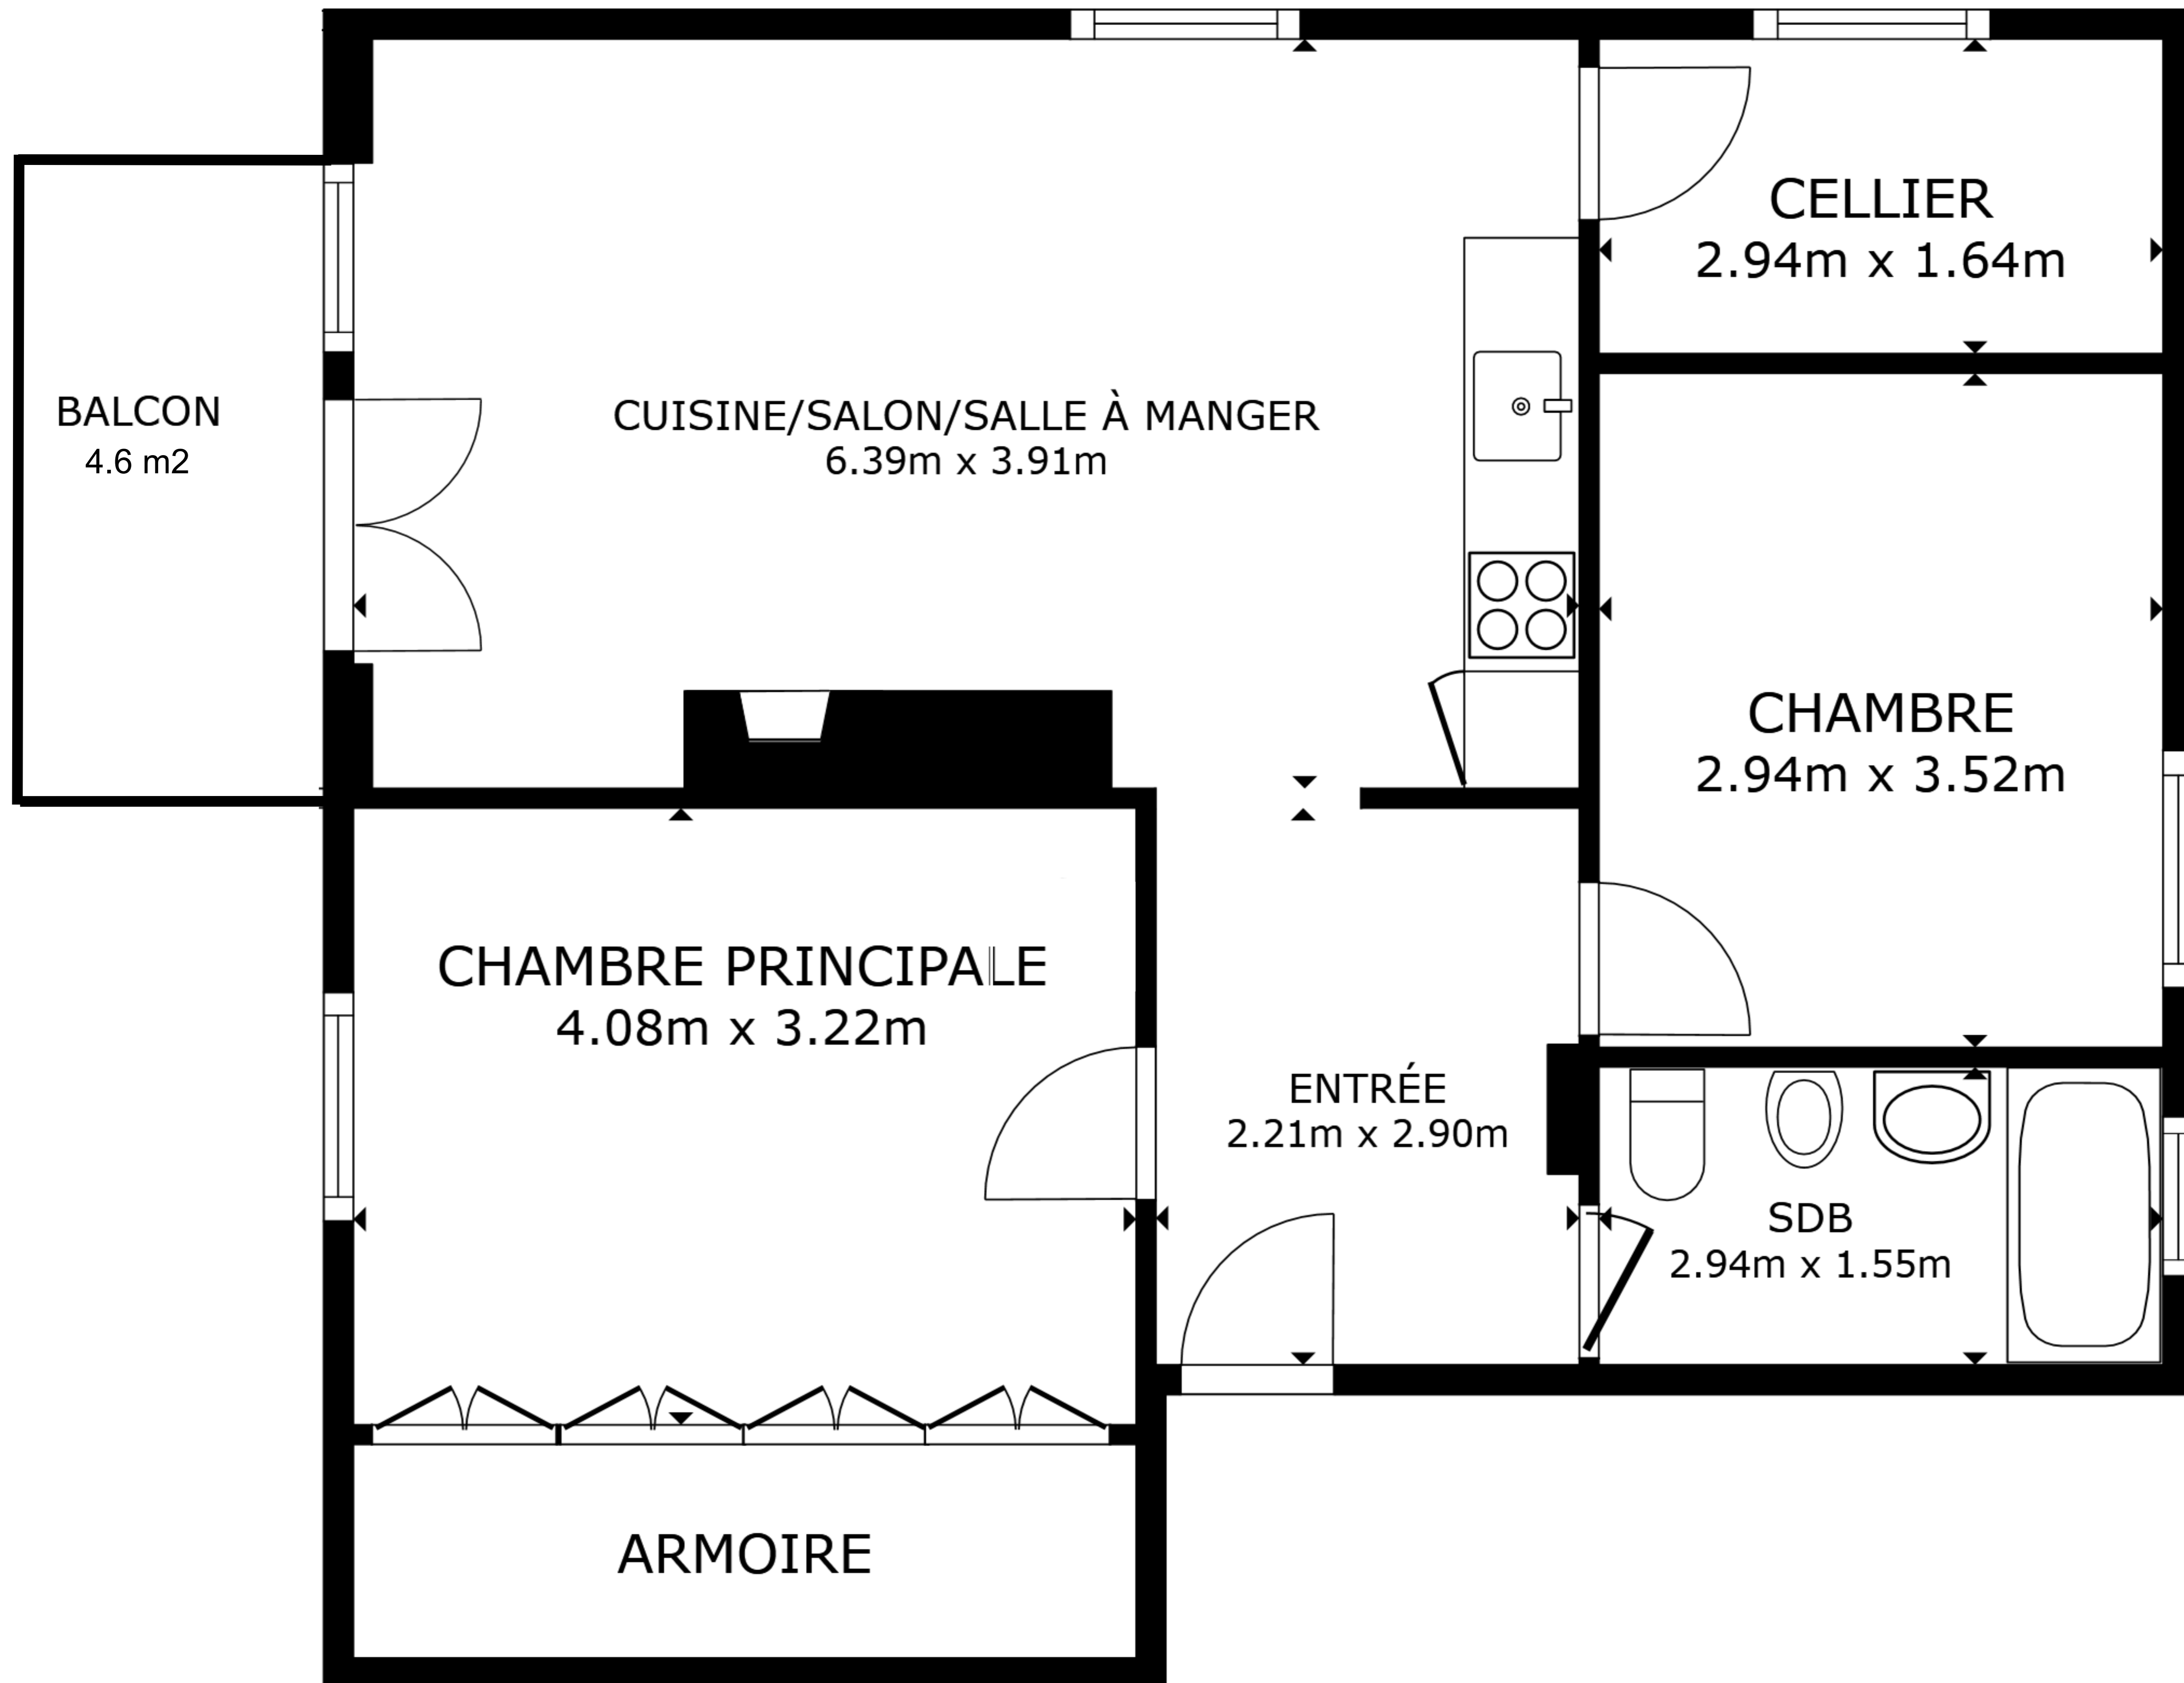 CELLIER
2.94m x 1.64m
BALCON
4.6 m2
CUISINE/SALON/SALLE À MANGER
6.39m x 3.91m
CHAMBRE
2.94m x 3.52m
CHAMBRE PRINCIPALE
4.08m x 3.22m
ENTRÉE
2.21m x 2.90m
SDB
2.94m x 1.55m
ARMOIRE